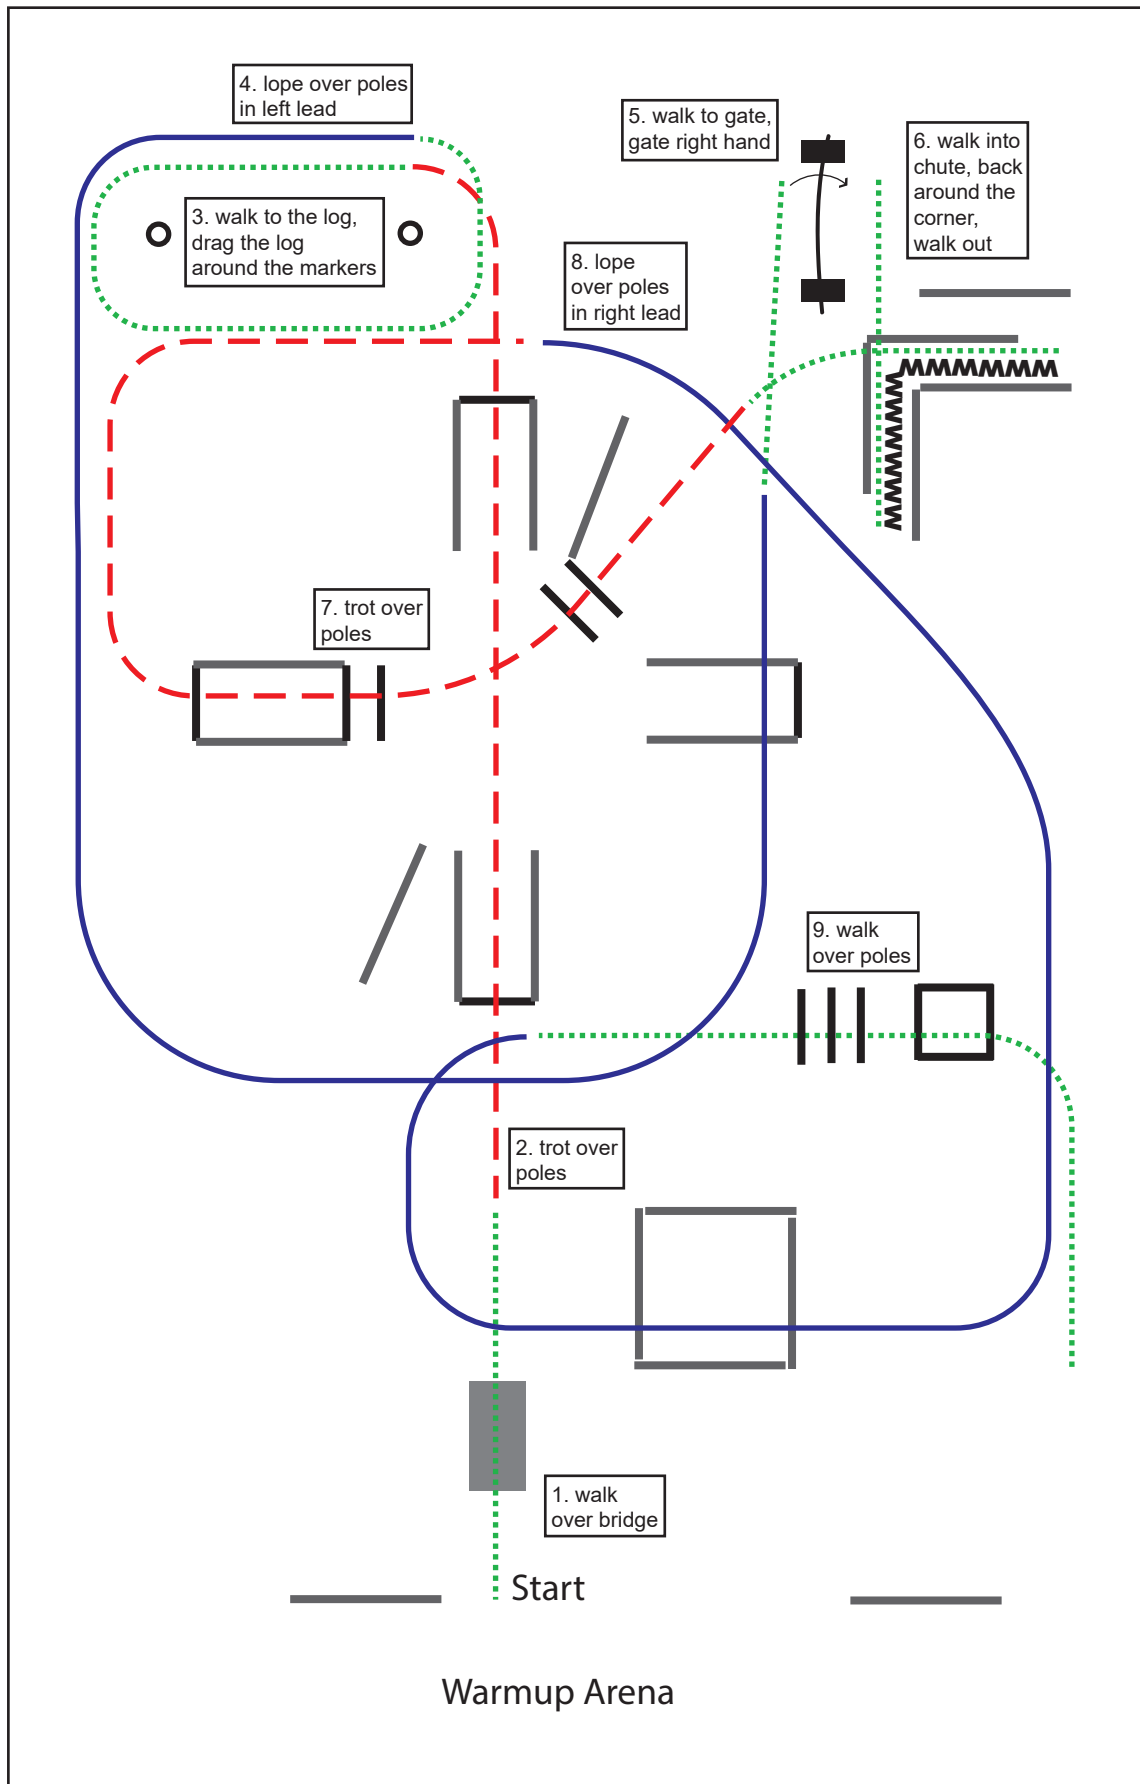 4. lope over poles
in left lead
5. walk to gate,
gate right hand
6. walk into
chute, back
around the
corner,
walk out
3. walk to the log,
drag the log
around the markers
8. lope
over poles
in right lead
7. trot over
poles
9. walk
over poles
2. trot over
poles
1. walk
over bridge
Start
Warmup Arena